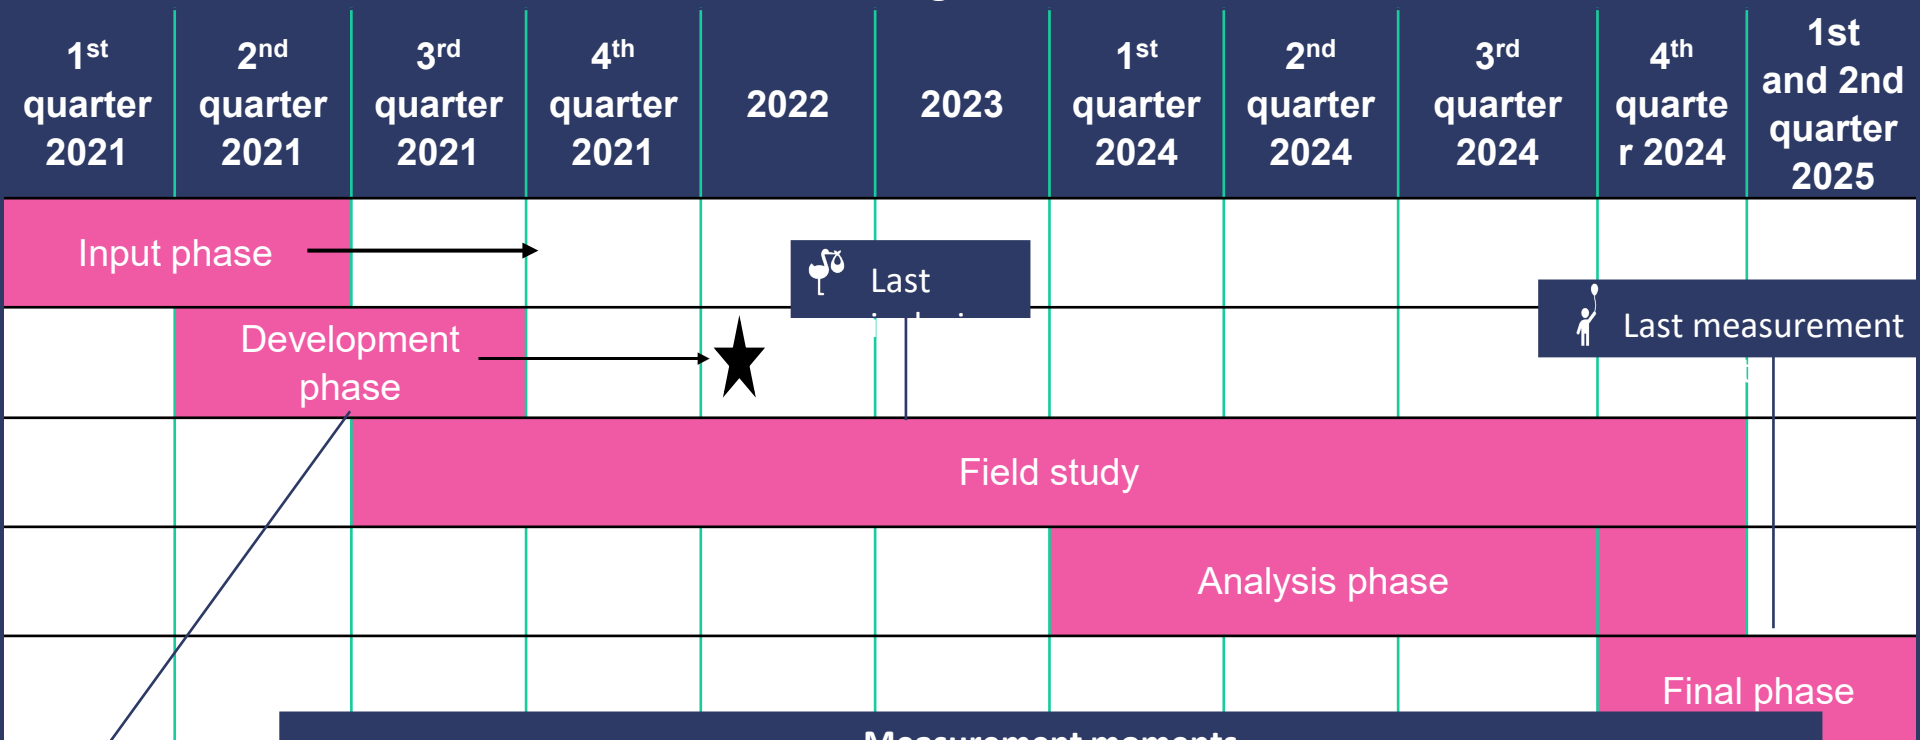 1st quarter 2021
2nd quarter 2021
3rd quarter 2021
4th quarter 2021
2022
2023
1st quarter 2024
2nd quarter 2024
3rd quarter 2024
4th quarte r 2024
1st and 2nd quarter 2025
Input phase
Last
Last measurement
Development
phase
Field study
Analysis phase
Final phase
Measurement moments